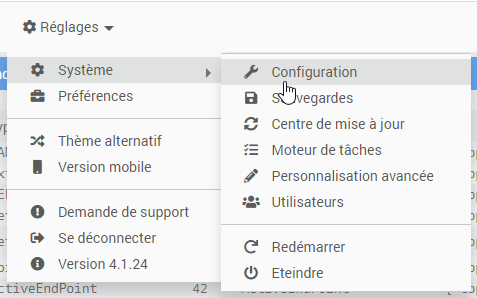 Réglages
Système
Préférences
Thème alternatif
Version mobile
Demande de support
Se déconnecter
Version 4.1.24
Configuration
Sauvegardes
Centre de mise à jour
Moteur de tâches
Personnalisation avancée
Utilisateurs
Redémarrer
Eteindre
ctiveEndPoint 42